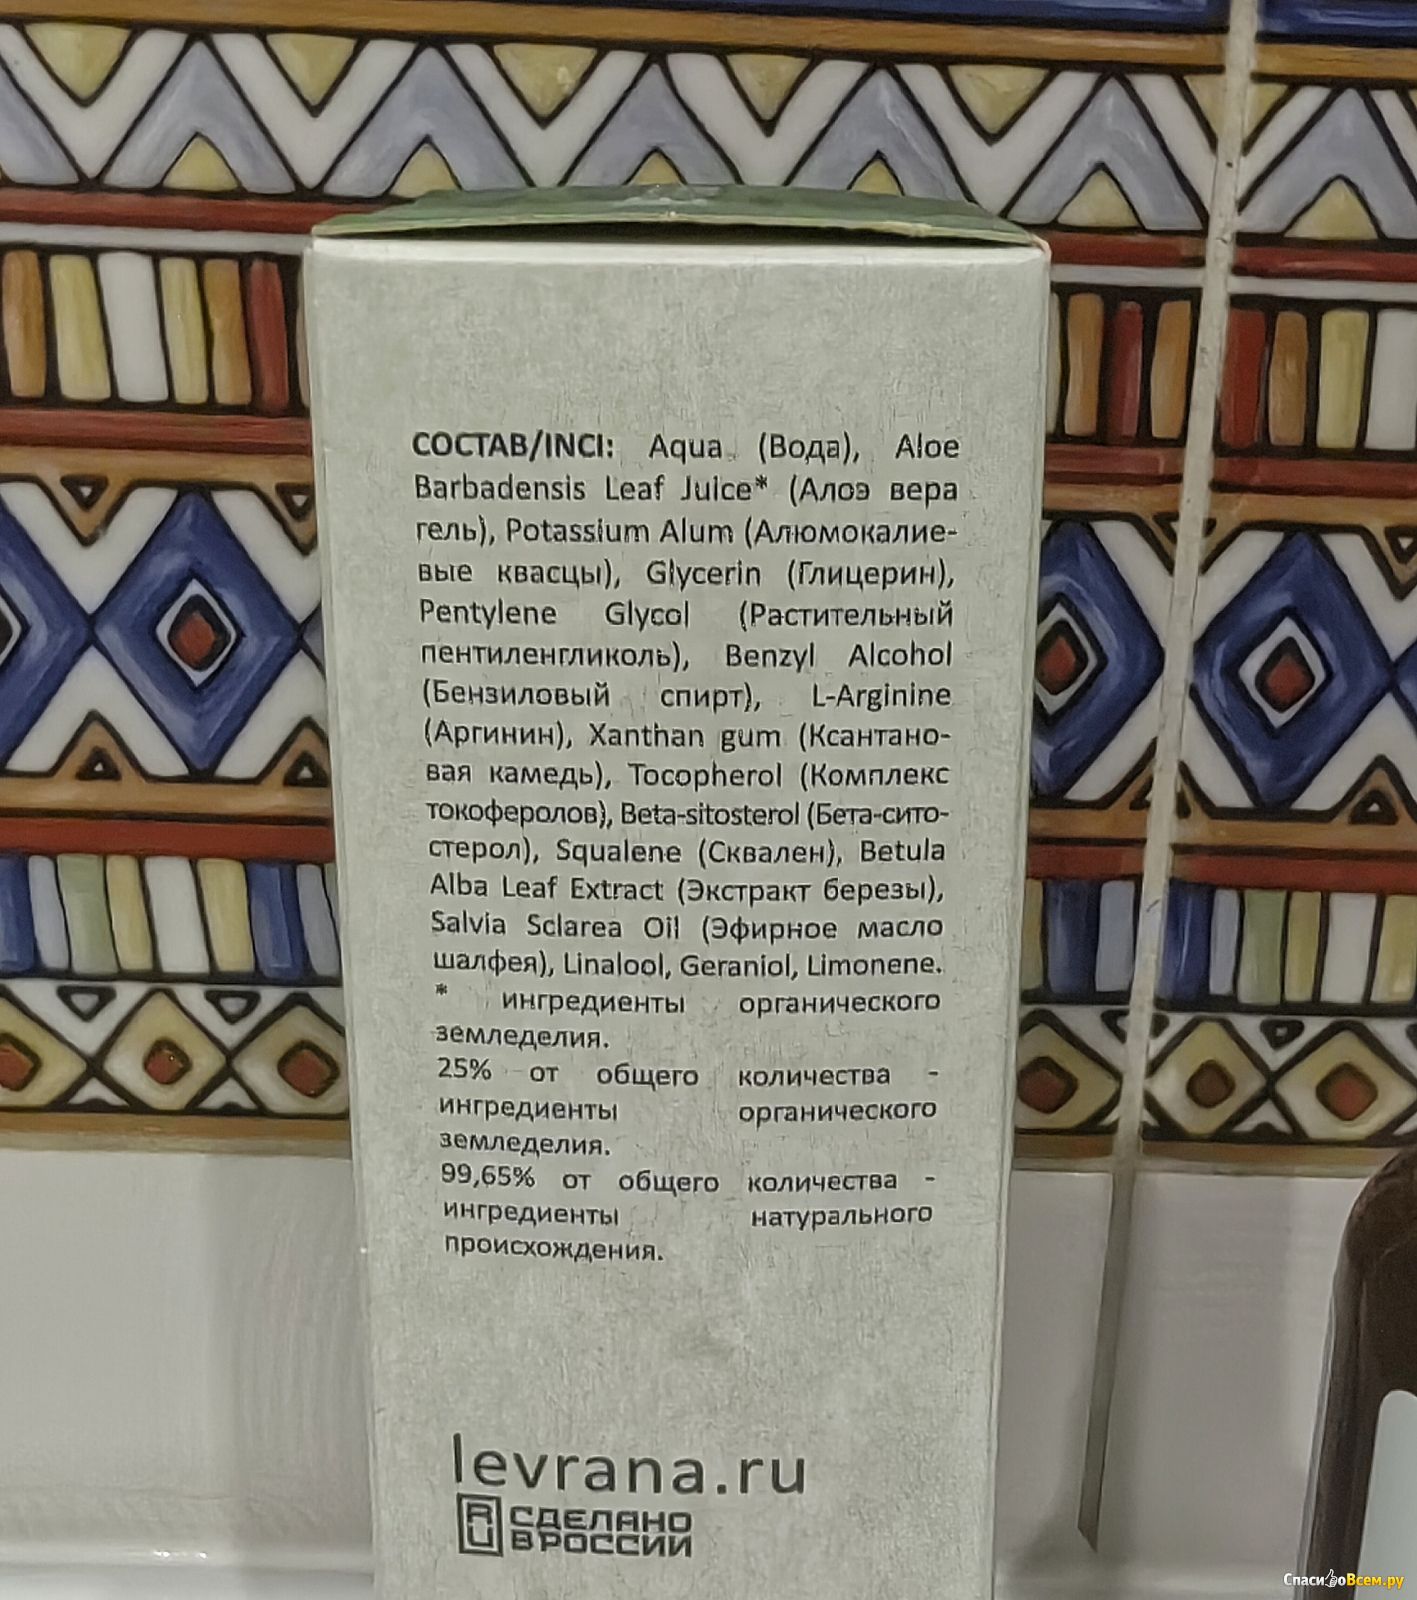 СОСТАВ/INCI: Aqua (Вода), Aloe
Barbadensis Leaf Juice* (Алоэ вера
гель), Potassium Alum (Алюмокалие-
вые квасцы), Glycerin (Глицерин),
Pentylene Glycol (Растительный
пентиленгликоль), Benzyl Alcohol
(Бензиловый спирт), L-Arginine
(Аргинин), Xanthan gum (Ксантано-
вая камедь), Tocopherol (Комплекс
токоферолов), Beta-sitosterol (Бета-сито-
стерол), Squalene (Сквален), Betula
Alba Leaf Extract (Экстракт березы),
Salvia Sclarea Oil (Эфирное масло
шалфея), Linalool, Geraniol, Limonene.
* ингредиенты органического
земледелия.
25% от общего количества -
ингредиенты органического
земледелия.
99,65% от общего количества -
ингредиенты натурального
происхождения.
levrana.ru
RU СДЕЛАНО
В РОССИИ
СпасибоВсем.ру